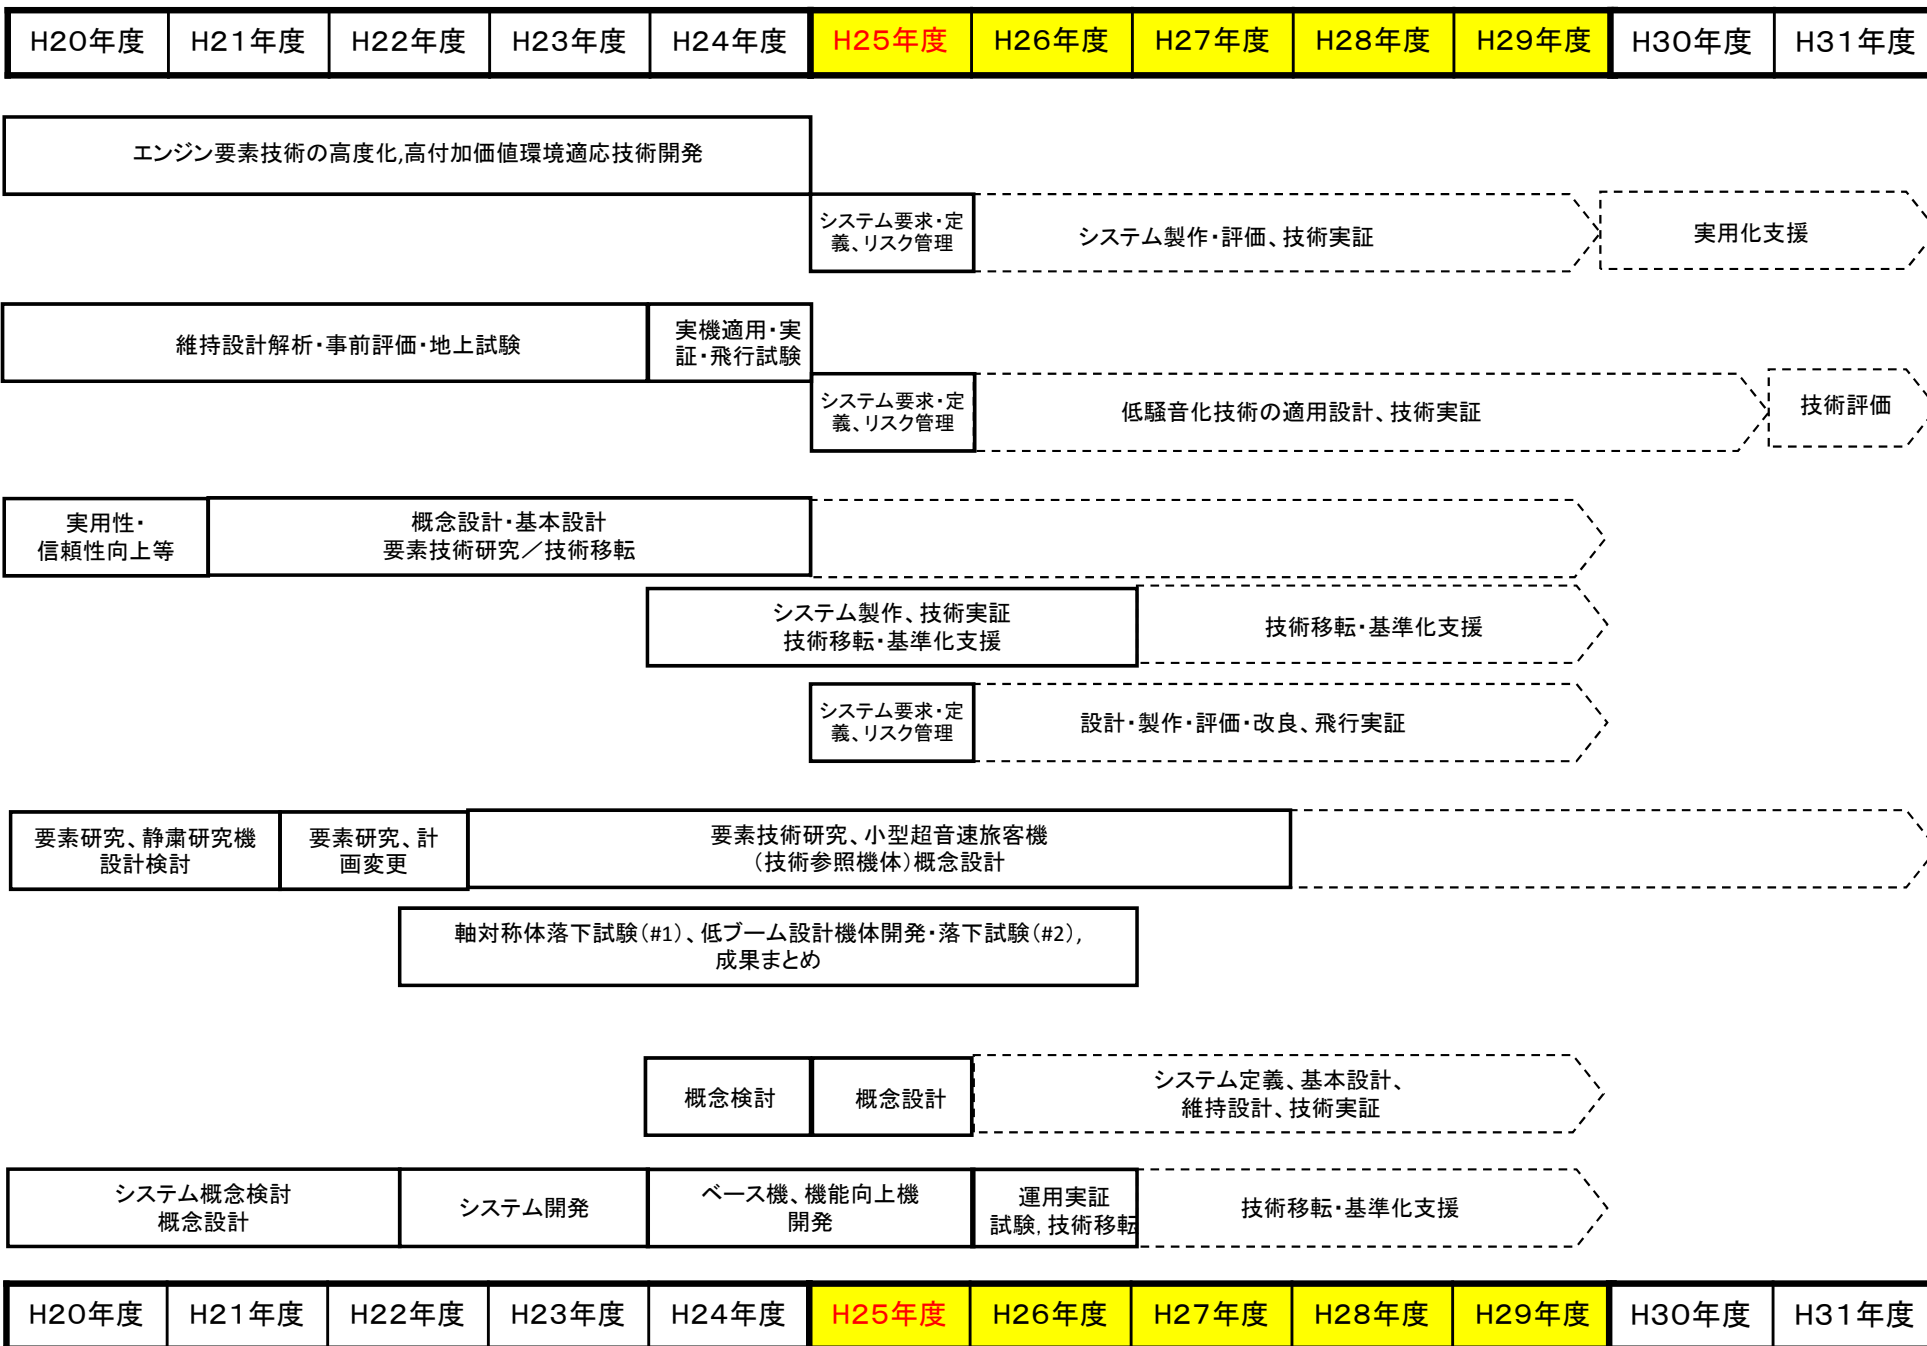 H20年度 H21年度 H22年度 H23年度 H24年度 H25年度 H26年度 H27年度 H28年度 H29年度 H30年度 H31年度
エンジン要素技術の高度化,高付加価値環境適応技術開発
システム要求・定
義、リスク管理
システム製作・評価、技術実証
実用化支援
維持設計解析・事前評価・地上試験
実機適用・実
証・飛行試験
システム要求・定
義、リスク管理
低騒音化技術の適用設計、技術実証
技術評価
実用性・
信頼性向上等
概念設計・基本設計
要素技術研究／技術移転
システム製作、技術実証
技術移転・基準化支援
技術移転・基準化支援
システム要求・定
義、リスク管理
設計・製作・評価・改良、飛行実証
要素研究、静粛研究機
設計検討
要素研究、計
画変更
要素技術研究、小型超音速旅客機
（技術参照機体）概念設計
軸対称体落下試験（#1）、低ブーム設計機体開発・落下試験（#2）,
成果まとめ
概念検討
概念設計
システム定義、基本設計、
維持設計、技術実証
システム概念検討
概念設計
システム開発
ベース機、機能向上機
開発
運用実証
試験,技術移転
技術移転・基準化支援
H20年度 H21年度 H22年度 H23年度 H24年度 H25年度 H26年度 H27年度 H28年度 H29年度 H30年度 H31年度